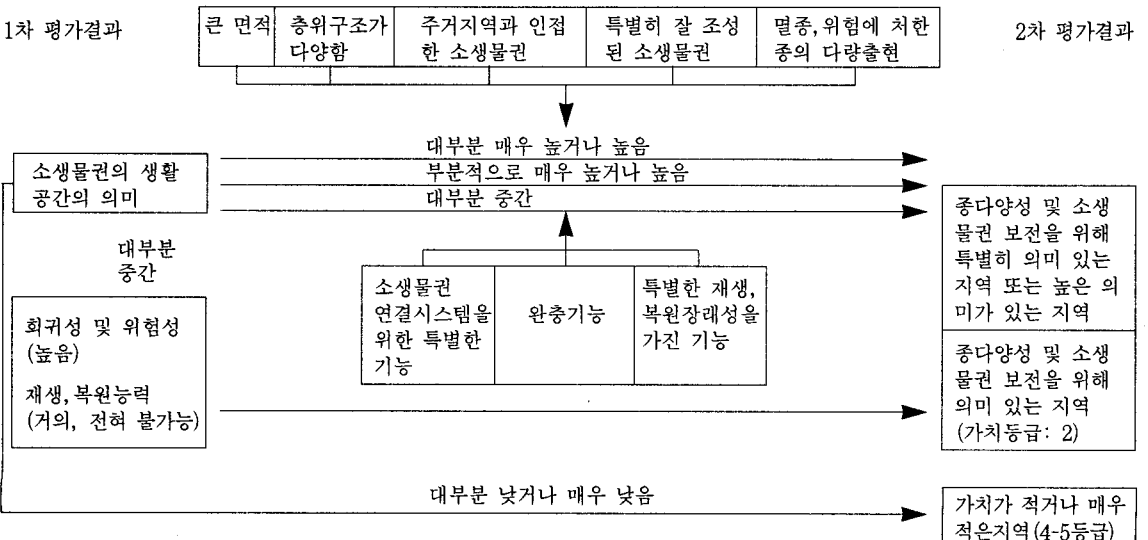 1차 평가결과
큰 면적
층위구조가
다양함
주거지역과 인접
한 소생물권
특별히 잘 조성
된 소생물권
멸종,위험에 처한
종의 다량출현
2차 평가결과
대부분 매우 높거나 높음
부분적으로 매우 높거나 높음
대부분 중간
소생물권의 생활
공간의 의미
대부분
중간
회귀성 및 위험성
(높음)
재생,복원능력
(거의, 전혀 불가능)
소생물권
연결시스템을
위한 특별한
기능
완충기능
특별한 재생,
복원장래성을
가진 기능
종다양성 및 소생
물권 보전을 위해
특별히 의미 있는
지역 또는 높은 의
미가 있는 지역
종다양성 및 소생
물권 보전을 위해
의미 있는 지역
(가치등급: 2)
대부분 낮거나 매우 낮음
가치가 적거나 매우
적은지역(4-5등급)